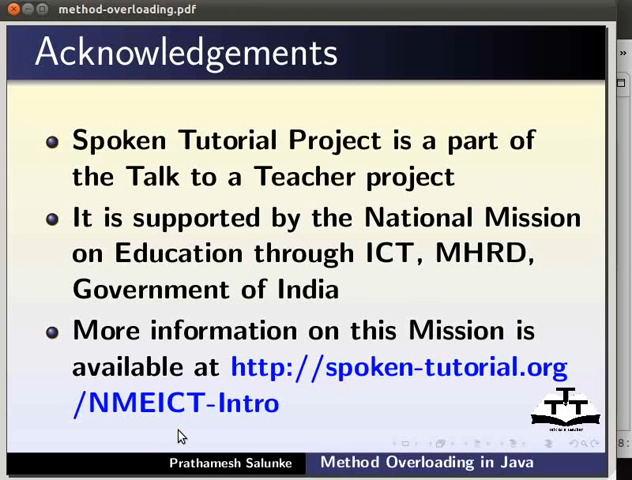 method-overloading.pdf
Acknowledgements
Spoken Tutorial Project is a part of
the Talk to a Teacher project
It is supported by the National Mission
on Education through ICT, MHRD,
Government of India
More information on this Mission is
available at http://spoken-tutorial.org
/NMEICT-Intro
Prathamesh Salunke Method Overloading in Java